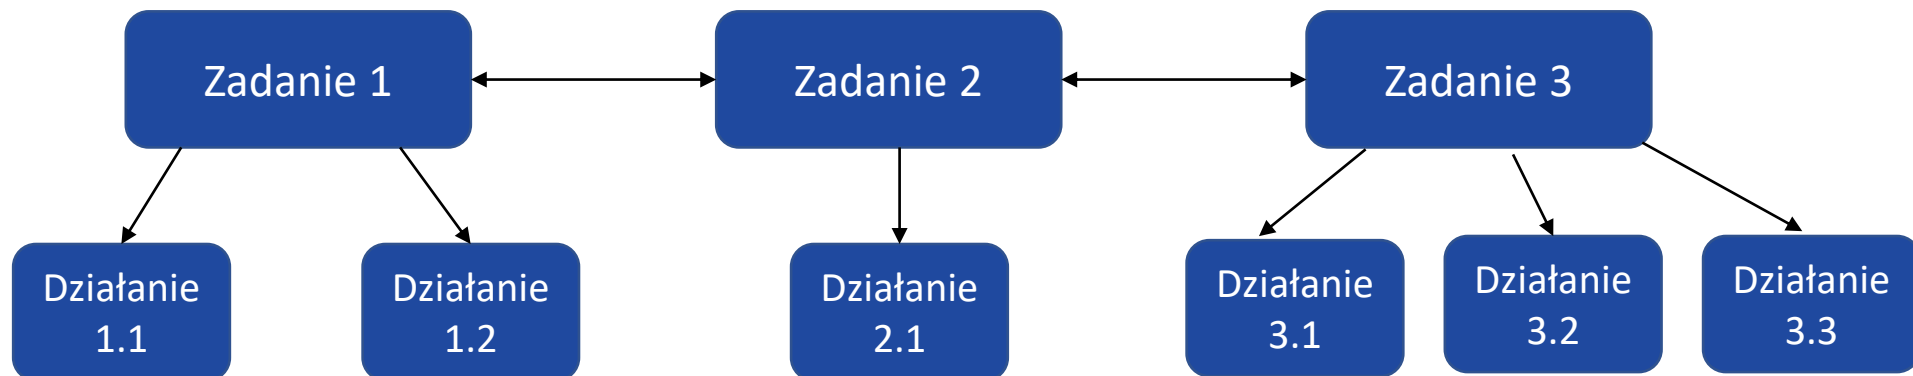 Zadanie 1
Zadanie 2
Zadanie 3
Działanie
1.1
Działanie
1.2
Działanie
2.1
Działanie
3.1
Działanie
3.2
Działanie
3.3